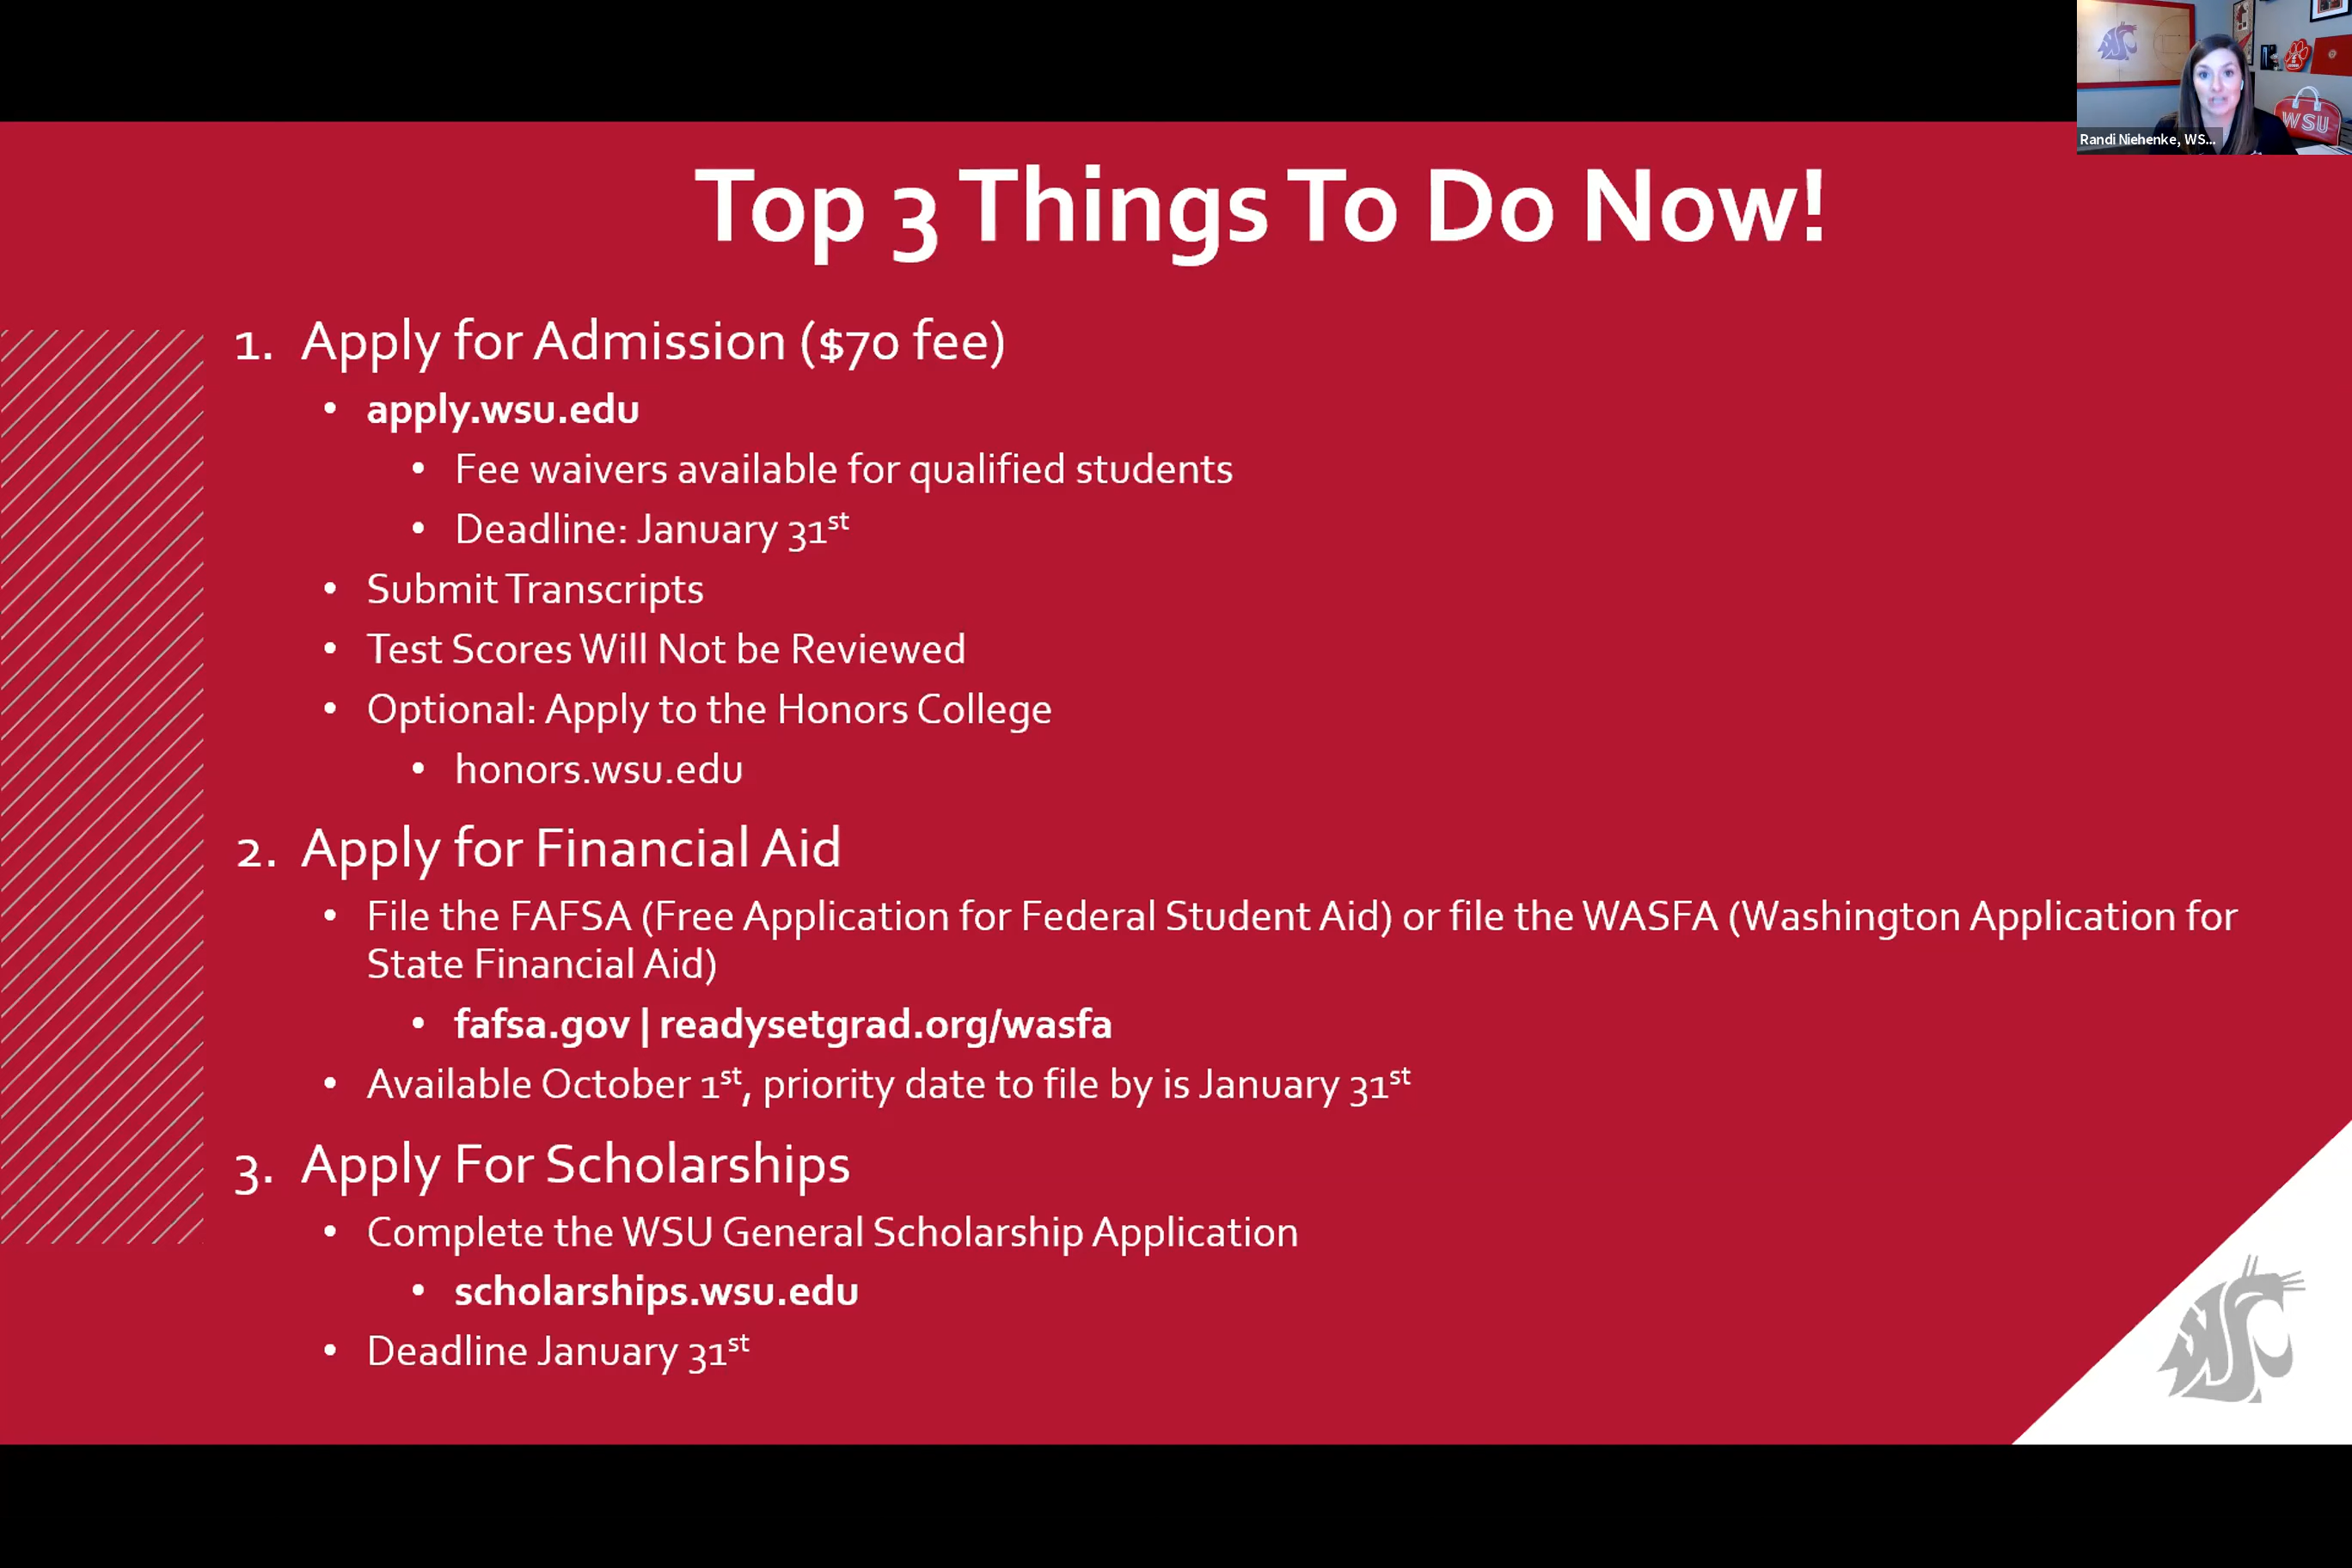 Randi Niehenke, WS...
WSU
Top 3 Things To Do Now!
1. Apply for Admission ($70 fee)
• apply.wsu.edu
• Fee waivers available for qualified students
• Deadline: January 31st
• Submit Transcripts
• Test Scores Will Not be Reviewed
• Optional: Apply to the Honors College
• honors.wsu.edu
2. Apply for Financial Aid
• File the FAFSA (Free Application for Federal Student Aid) or file the WASFA (Washington Application for
State Financial Aid)
• fafsa.gov | readysetgrad.org/wasfa
• Available October 1st, priority date to file by is January 31st
3. Apply For Scholarships
• Complete the WSU General Scholarship Application
• scholarships.wsu.edu
• Deadline January 31st